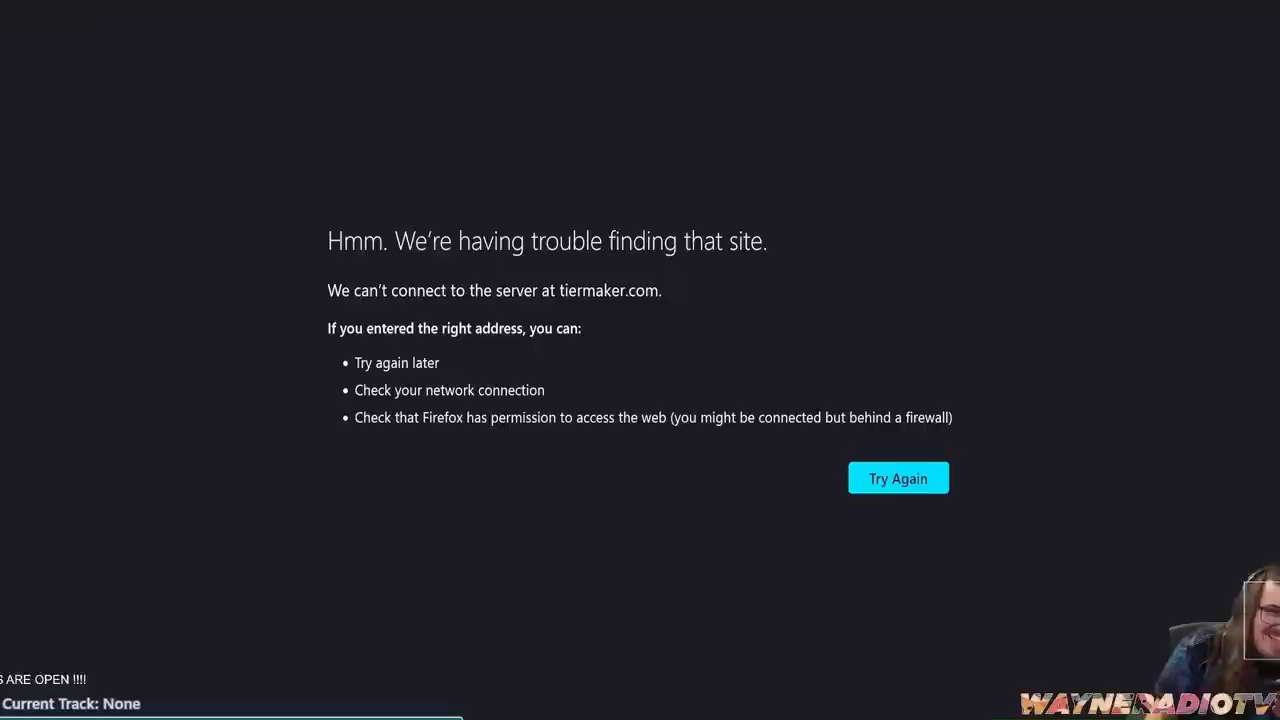 Hmm. We're having trouble finding that site.
We can't connect to the server at tiermaker.com.
If you entered the right address, you can:
• Try again later
• Check your network connection
• Check that Firefox has permission to access the web (you might be connected but behind a firewall)
Try Again
S ARE OPEN !!!!
Current Track: None
WAYNERADIOTV